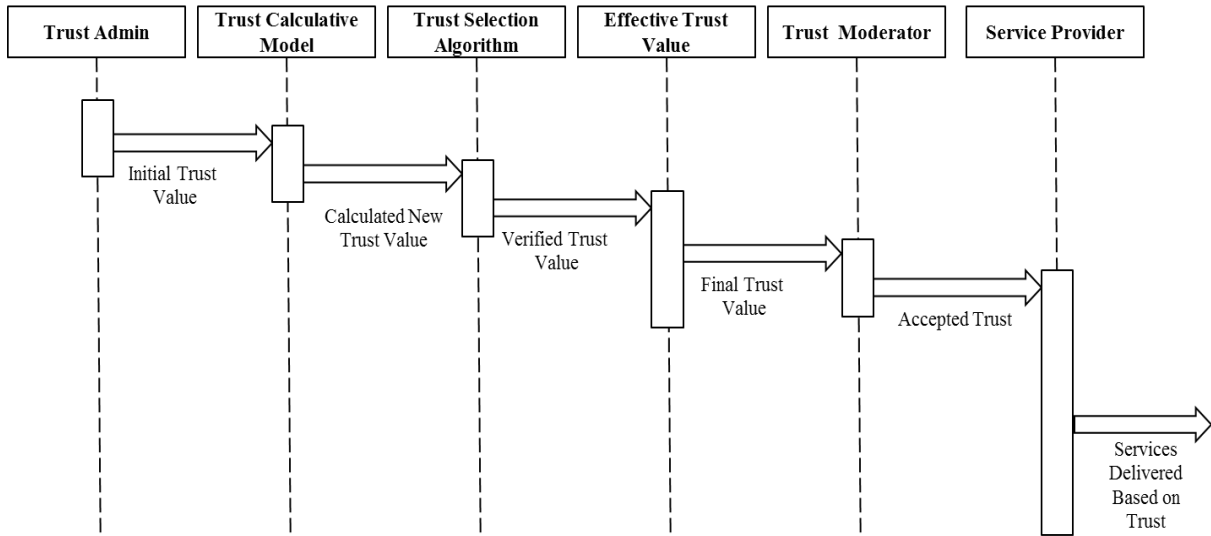 Trust Admin
Trust Calculative
Model
Trust Selection
Algorithm
Effective Trust
Value
Trust Moderator
Service Provider
Initial Trust
Value
Calculated New
Trust Value
Verified Trust
Value
Final Trust
Value
Accepted Trust
Services
Delivered
Based on
Trust